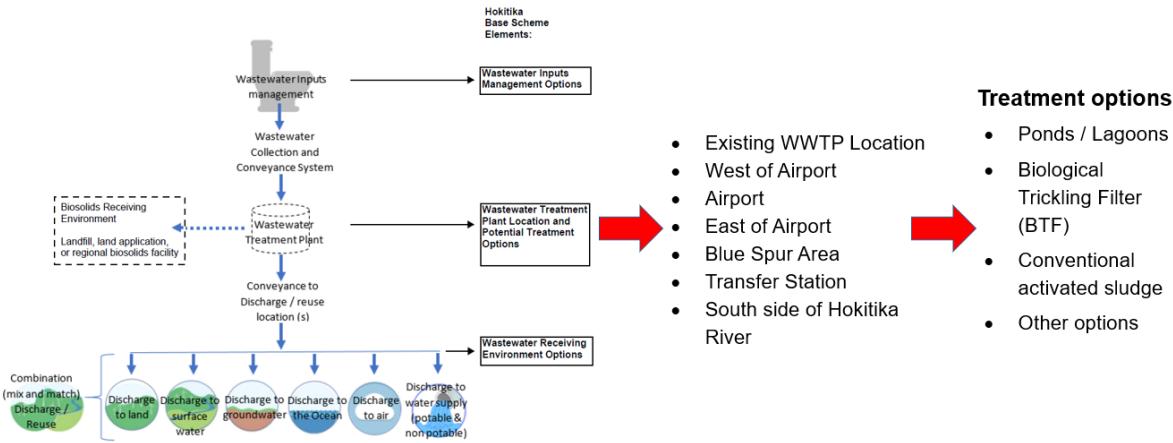 Hokitika
Base Scheme
Elements:
Wastewater Inputs
management
Wastewater Inputs
Management Options
Wastewater
Collection and
Conveyance System
Biosolids Receiving
Environment
Landfill, land application,
or regional biosolids facility
Wastewater
Treatment Plant
Wastewater Treatment
Plant Location and
Potential Treatment
Options
• Existing WWTP Location
• West of Airport
• Airport
• East of Airport
• Blue Spur Area
• Transfer Station
• South side of Hokitika
River
Treatment options
• Ponds / Lagoons
• Biological
Trickling Filter
(BTF)
• Conventional
activated sludge
• Other options
Conveyance to
Discharge / reuse
location (s)
Wastewater Receiving
Environment Options
Combination
(mix and match)
Discharge /
Reuse
Discharge
to land
Discharge to
surface
water
Discharge to
groundwater
Discharge to
the Ocean
Discharge
to air
Discharge to
water supply
(potable &
non potable)